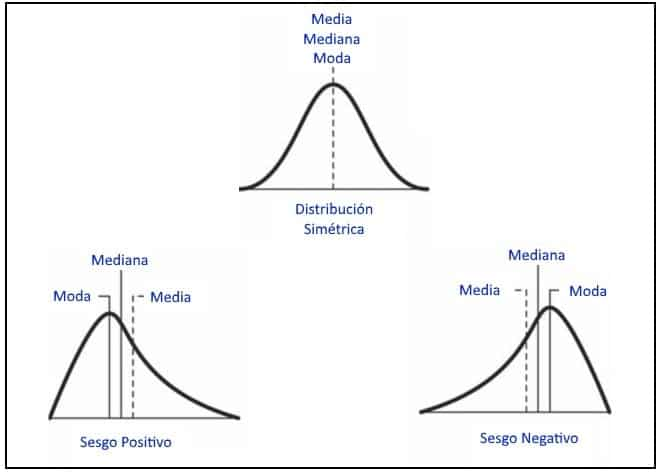 Media
Mediana
Moda
Distribución
Simétrica
Mediana
Moda
Media
Sesgo Positivo
Mediana
Media
Moda
Sesgo Negativo